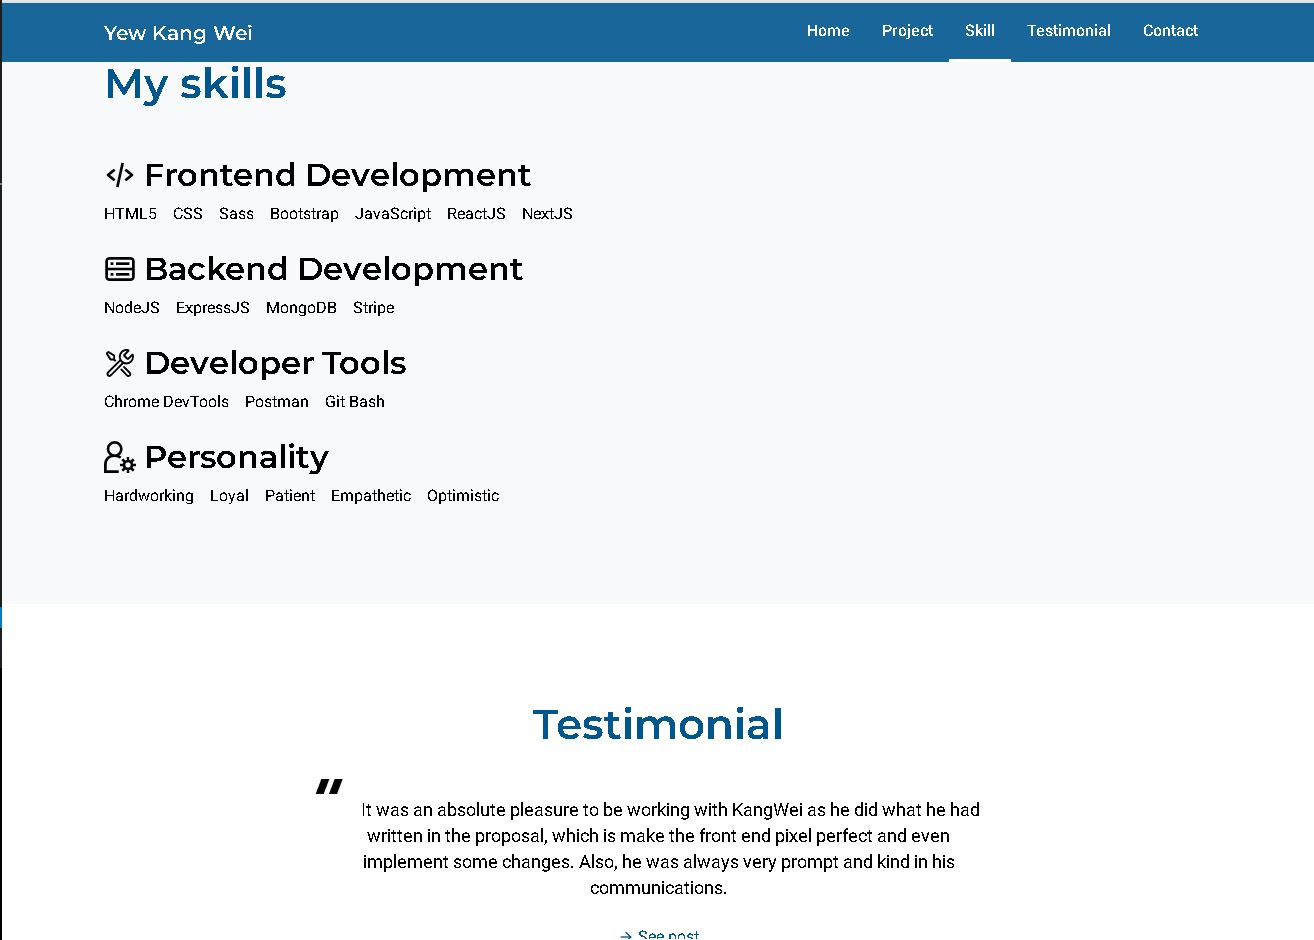 Yew Kang Wei Home Project Skill Testimonial Contact
My skills
Frontend Development
HTML5 CSS Sass Bootstrap JavaScript ReactJS NextJS
Backend Development
NodeJS ExpressJS MongoDB Stripe
Developer Tools
Chrome DevTools Postman Git Bash
Personality
Hardworking Loyal Patient Empathetic Optimistic
Testimonial
"
It was an absolute pleasure to be working with KangWei as he did what he had
written in the proposal, which is make the front end pixel perfect and even
implement some changes. Also, he was always very prompt and kind in his
communications.
→ See post